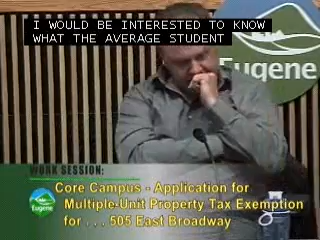 I WOULD BE INTERESTED TO KNOW
WHAT THE AVERAGE STUDENT
Eugene
WORK SESSION:
Core Campus - Application for
Multiple-Unit Property Tax Exemption
for . . . 505 East Broadway
Eugene